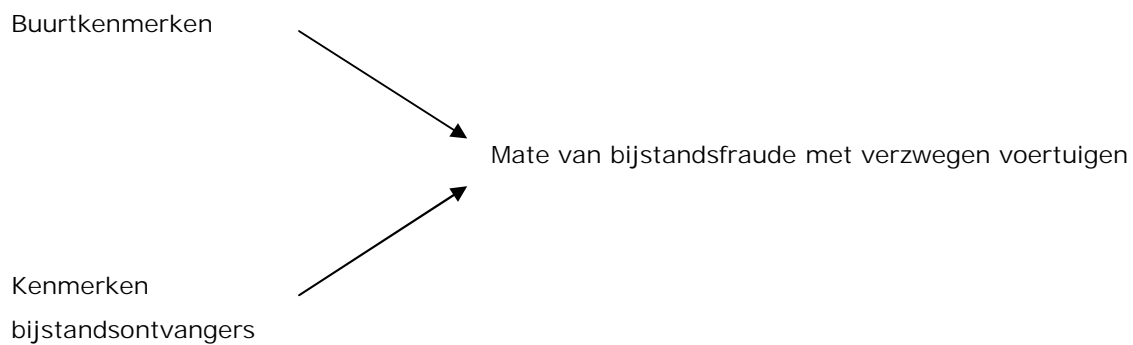 Buurtkenmerken
Mate van bijstandsfraude met verzwegen voertuigen
Kenmerken
bijstandsontvangers